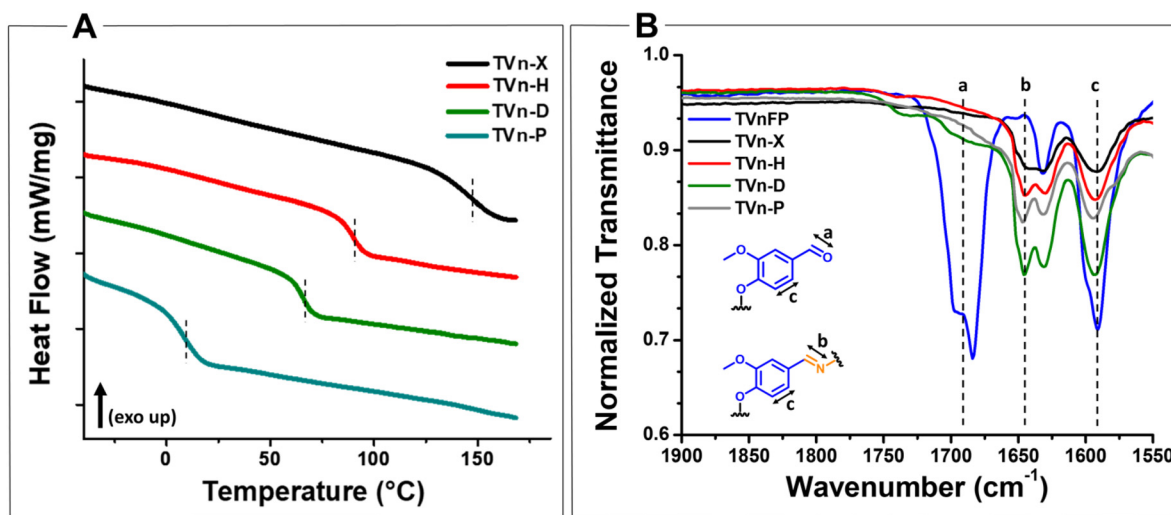 A
TVn-X
TVn-H
TVn-D
TVn-P
Heat Flow (mW/mg)
(exo up)
0
50
100
150
Temperature (°C)
B
1.0
0.9
0.8
0.7
0.6
Normalized Transmittance
a
b
c
TVnFP
TVn-X
TVn-H
TVn-D
TVn-P
a
O
O
O
c
b
O
N
O
c
1900
1850
1800
1750
1700
1650
1600
1550
Wavenumber (cm-1)